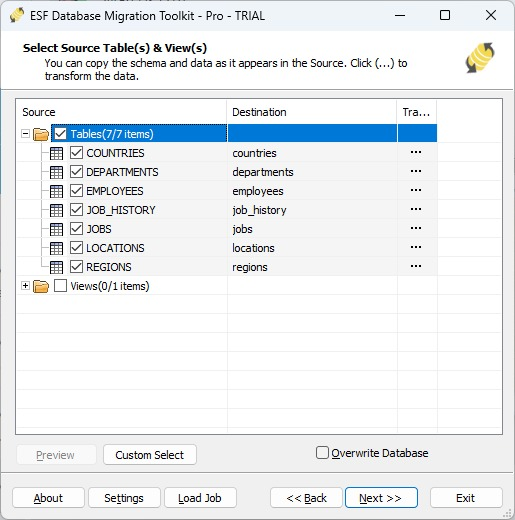 ESF Database Migration Toolkit - Pro - TRIAL
Select Source Table(s) & View(s)
You can copy the schema and data as it appears in the Source. Click (...) to
transform the data.
Source Destination Tra...
Tables(7/7 items)
COUNTRIES countries ...
DEPARTMENTS departments ...
EMPLOYEES employees ...
JOB_HISTORY job_history ...
JOBS jobs ...
LOCATIONS locations ...
REGIONS regions ...
Views(0/1 items)
Preview Custom Select Overwrite Database
About Settings Load Job << Back Next >> Exit